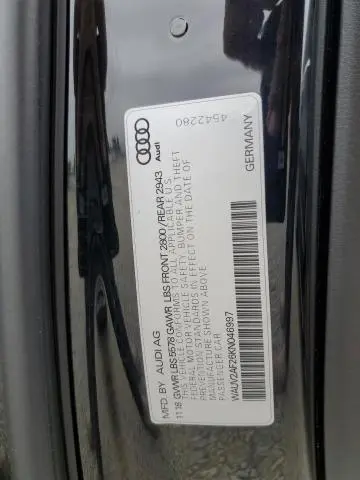 MFD. BY AUDI AG
11.18 GVWR LBS 5578 GAWR LBS FRONT 2800 / REAR 2943
THIS VEHICLE CONFORMS TO ALL APPLICABLE U.S.
FEDERAL MOTOR VEHICLE SAFETY, BUMPER AND THEFT
PREVENTION STANDARDS IN EFFECT ON THE DATE OF
MANUFACTURE SHOWN ABOVE.
PASSENGER CAR
WAUV2AF26KN046997
Audi
4542280
GERMANY